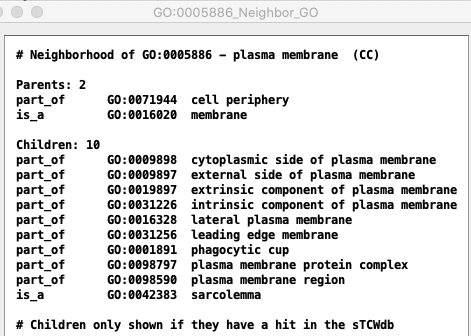 GO:0005886_Neighbor_GO
# Neighborhood of GO:0005886 - plasma membrane (CC)
Parents: 2
part_of GO:0071944 cell periphery
is_a GO:0016020 membrane
Children: 10
part_of GO:0009898 cytoplasmic side of plasma membrane
part_of GO:0009897 external side of plasma membrane
part_of GO:0019897 extrinsic component of plasma membrane
part_of GO:0031226 intrinsic component of plasma membrane
part_of GO:0016328 lateral plasma membrane
part_of GO:0031256 leading edge membrane
part_of GO:0001891 phagocytic cup
part_of GO:0098797 plasma membrane protein complex
part_of GO:0098590 plasma membrane region
is_a GO:0042383 sarcolemma
# Children only shown if they have a hit in the sTCWdb